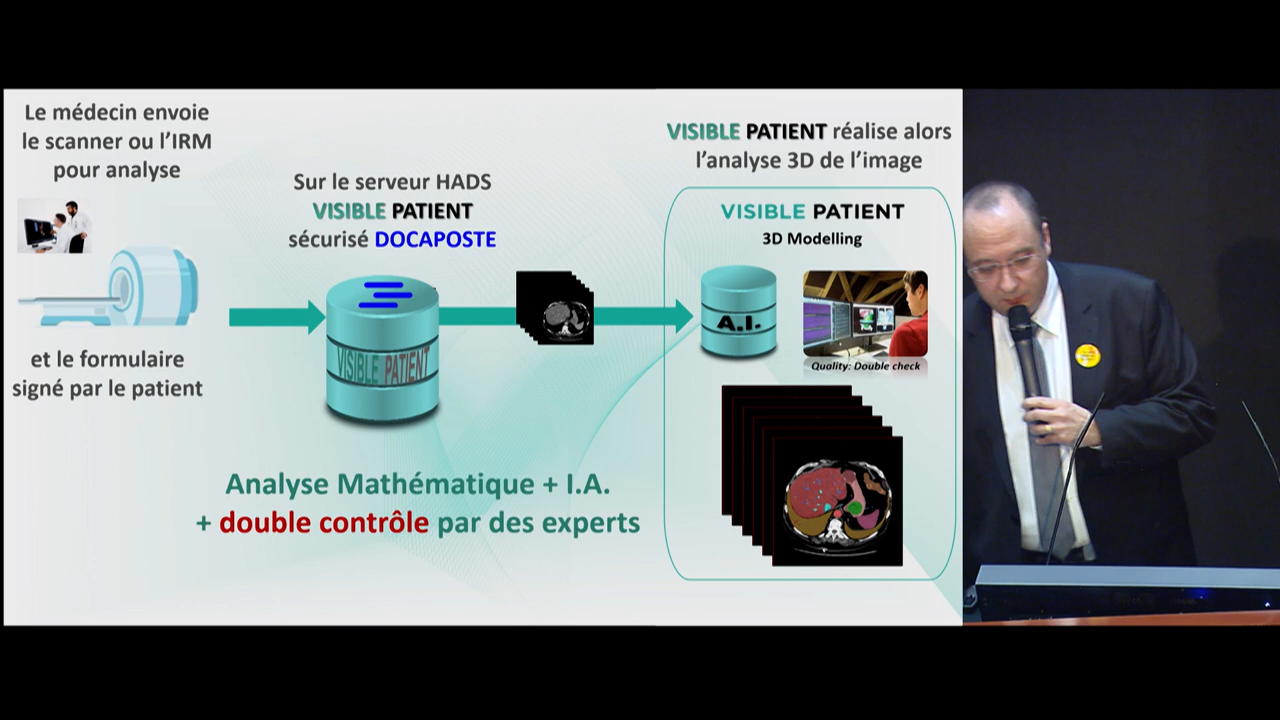 Le médecin envoie
le scanner ou l'IRM
pour analyse
et le formulaire
signé par le patient
Sur le serveur HADS
VISIBLE PATIENT
sécurisé DOCAPOSTE
VISIBLE PATIENT
Analyse Mathématique + I.A.
+ double contrôle par des experts
VISIBLE PATIENT réalise alors
l'analyse 3D de l'image
VISIBLE PATIENT
3D Modelling
A.I.
Quality: Double check